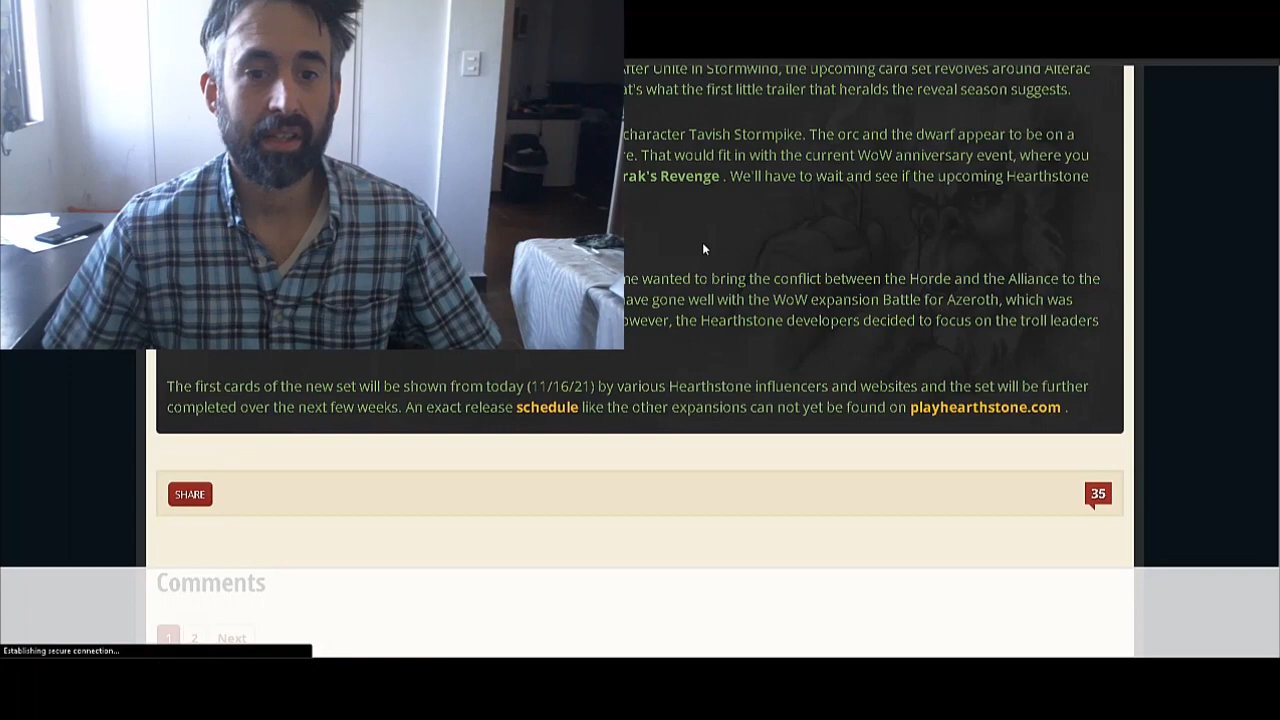 After Unite in Stormwind, the upcoming card set revolves around Alterac
at's what the first little trailer that heralds the reveal season suggests.
character Tavish Stormpike. The orc and the dwarf appear to be on a
re. That would fit in with the current WoW anniversary event, where you
rak's Revenge . We'll have to wait and see if the upcoming Hearthstone
me wanted to bring the conflict between the Horde and the Alliance to the
ave gone well with the WoW expansion Battle for Azeroth, which was
owever, the Hearthstone developers decided to focus on the troll leaders
The first cards of the new set will be shown from today (11/16/21) by various Hearthstone influencers and websites and the set will be further
completed over the next few weeks. An exact release schedule like the other expansions can not yet be found on playhearthstone.com .
SHARE
35
Comments
1 2 Next
Establishing secure connection...